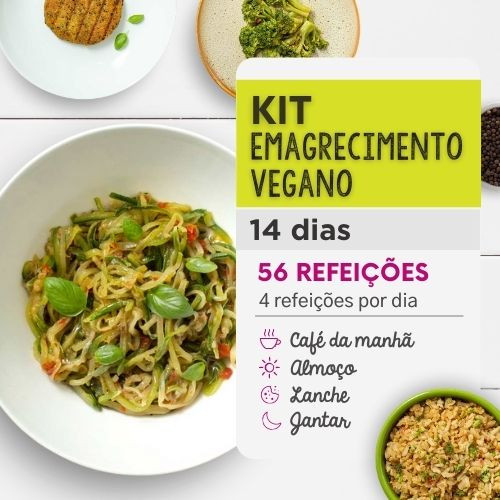 KIT
EMAGRECIMENTO
VEGANO
14 dias
56 REFEIÇÕES
4 refeições por dia
Café da manhã
Almoço
Lanche
Jantar